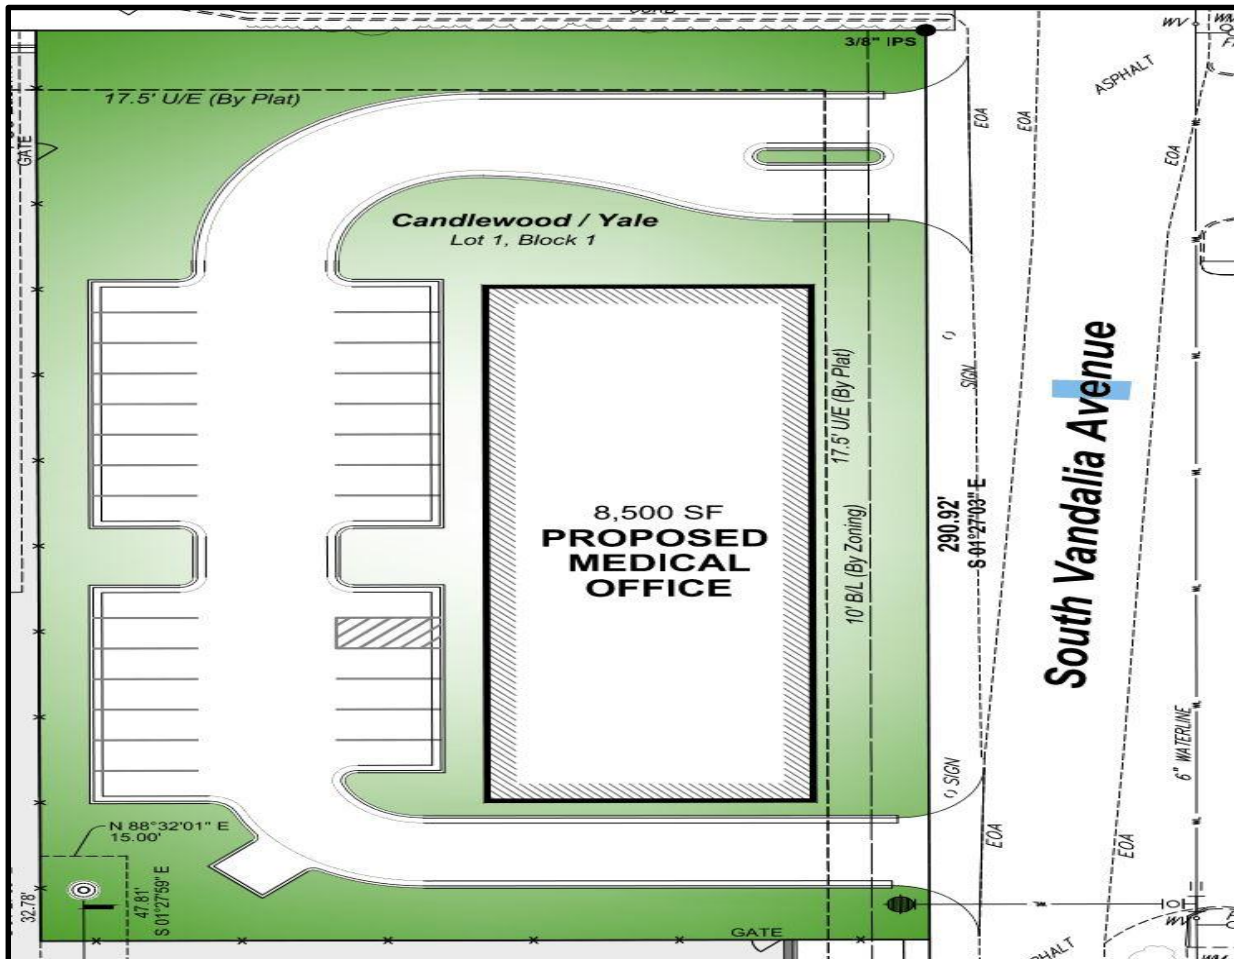 3/8" IPS
WV
ASPHALT
17.5' U/E (By Plat)
GATE
EOA
EOA
EOA
Candlewood / Yale
Lot 1, Block 1
17.5' U/E (By Plat)
SIGN
South Vandalia Avenue
290.92'
S 01°27'03" E
8,500 SF
PROPOSED
MEDICAL
OFFICE
10' B/L (By Zoning)
6" WATERLINE
SIGN
N 88°32'01" E
15.00'
EOA
EOA
32.78'
47.81'
S 01°27'59" E
GATE
WV